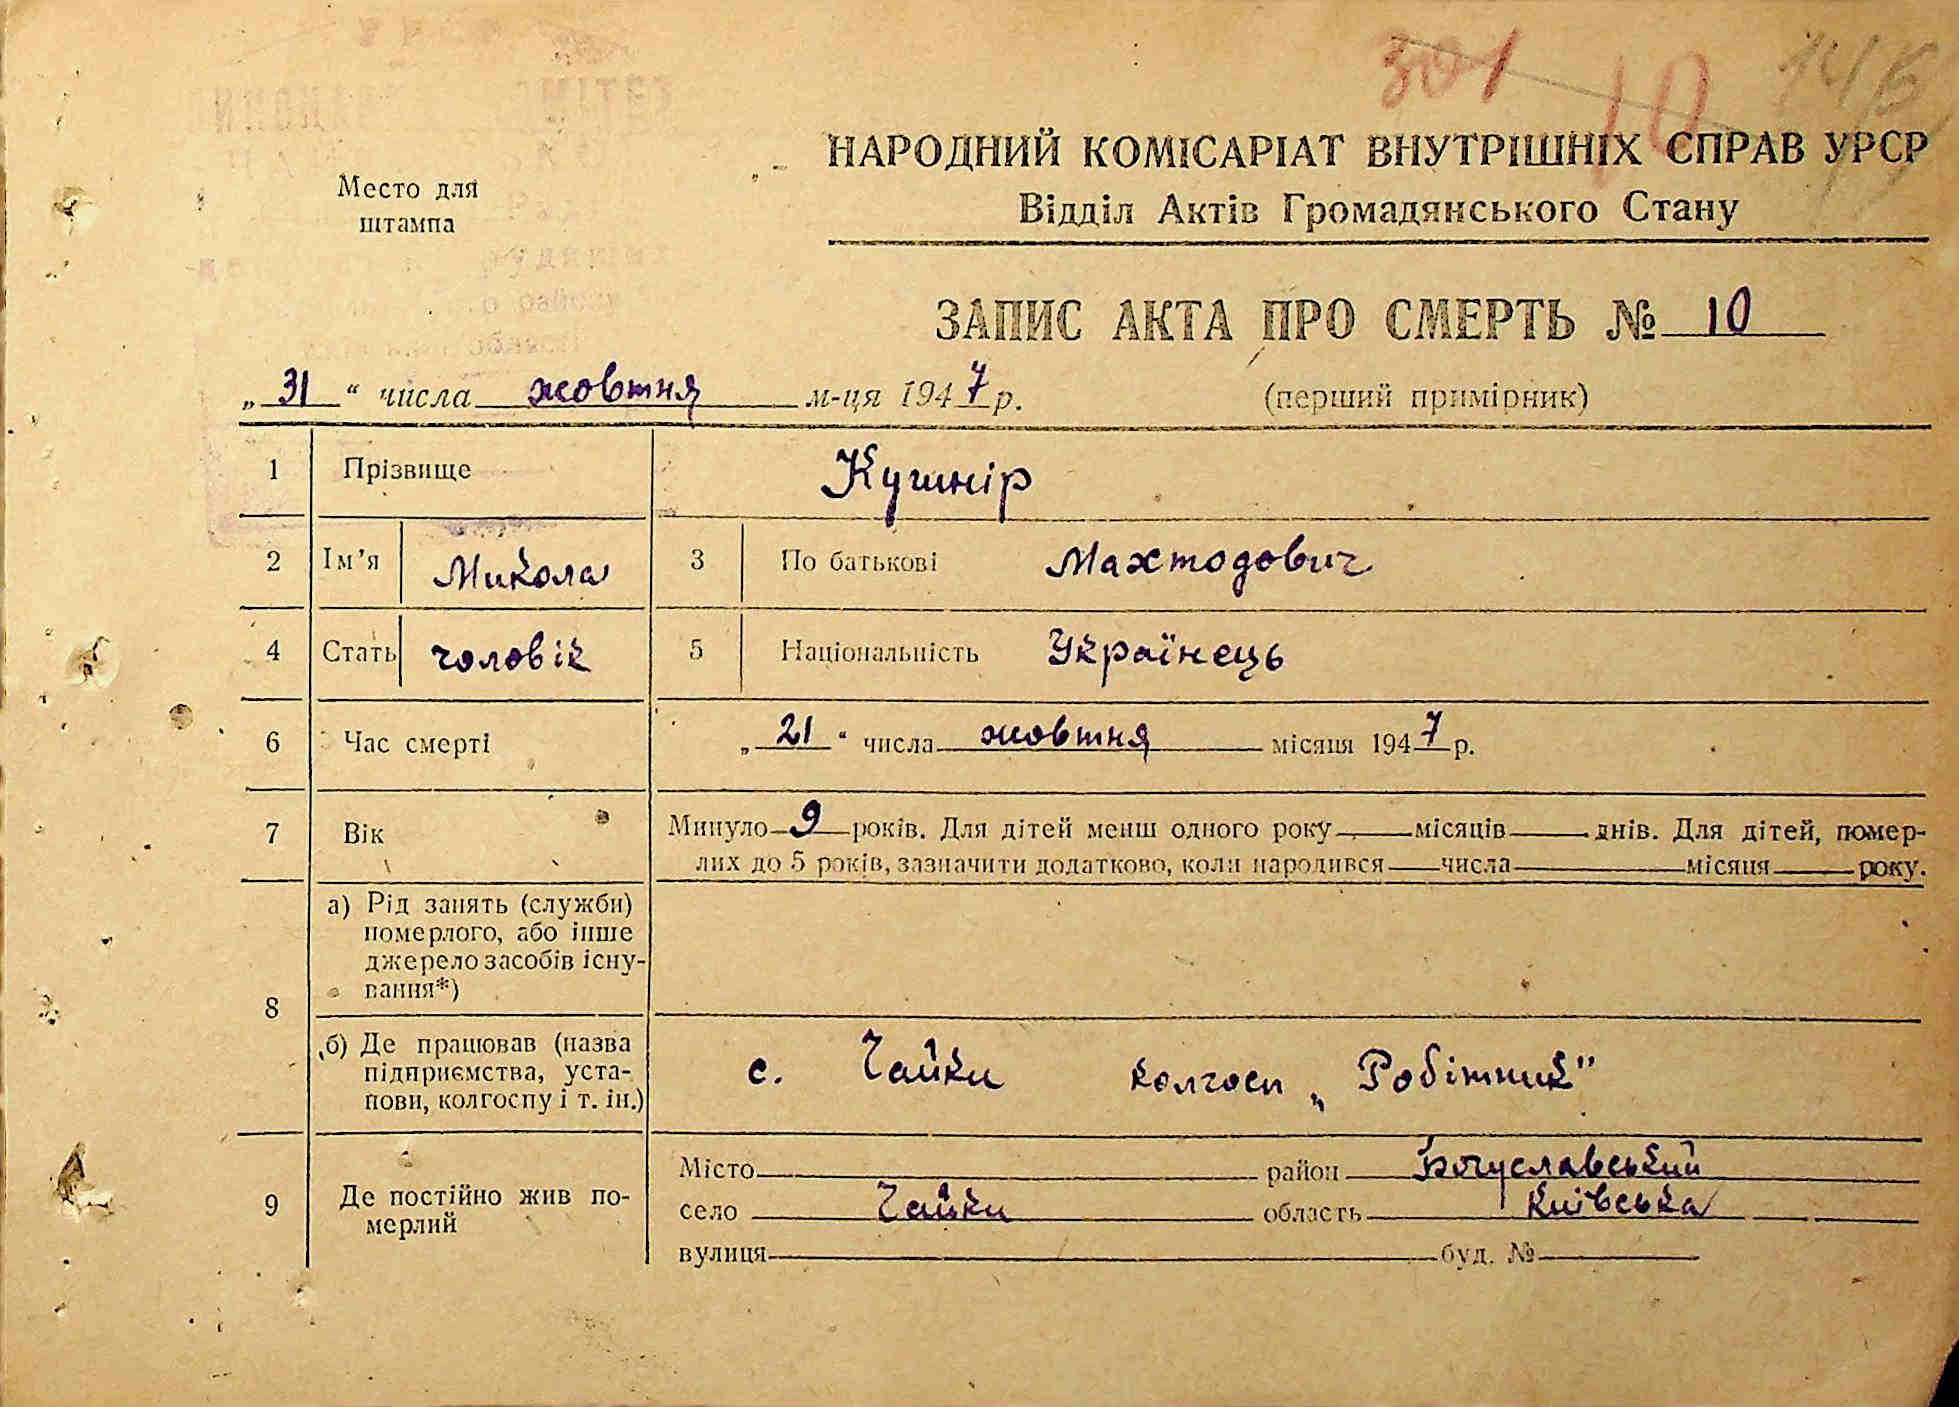 301 10 145
Место для
штампа
НАРОДНИЙ КОМІСАРІАТ ВНУТРІШНІХ СПРАВ УРСР
Відділ Актів Громадянського Стану
ЗАПИС АКТА ПРО СМЕРТЬ № 10
„31“ числа жовтня м-ця 1947 р. (перший примірник)
1 Прізвище Кушнір
2 Ім’я Микола 3 По батькові Махтодович
4 Стать чоловік 5 Національність Українець
6 Час смерті „21“ числа жовтня місяця 1947 р.
7 Вік Минуло 9 років. Для дітей менш одного року місяців днів. Для дітей, помер-
лих до 5 років, зазначити додатково, коли народився числа місяця року.
8 а) Рід занять (служби)
померлого, або інше
джерело засобів існу-
вання*)
б) Де працював (назва
підприємства, уста-
нови, колгоспу і т. ін.)
с. Чайки колгосп „Робітник"
9 Де постійно жив по-
мерлий
Місто район Богуславський
село Чайки область Київська
вулиця буд. №